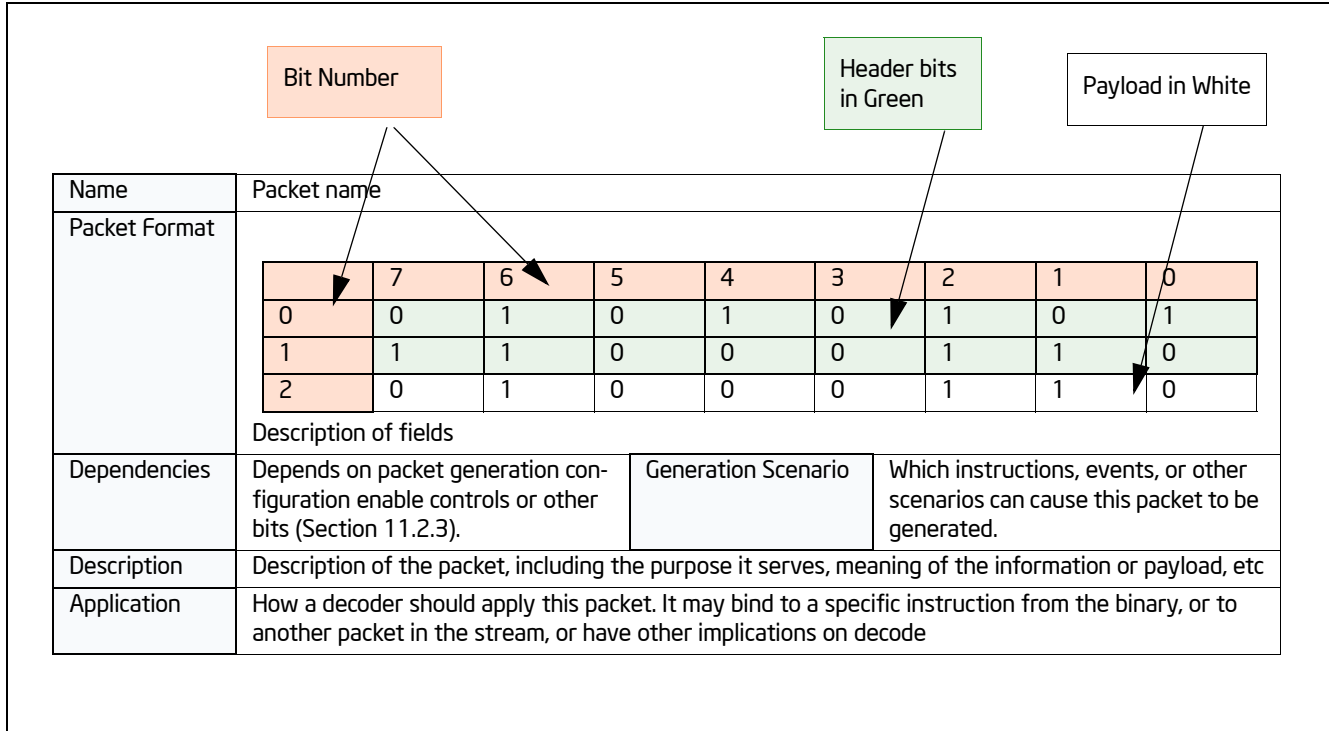 Bit Number
Header bits
in Green
Payload in White
Name Packet name
Packet Format
7 6 5 4 3 2 1 0
0 0 1 0 1 0 1 0 1
1 1 1 0 0 0 1 1 0
2 0 1 0 0 0 1 1 0
Description of fields
Dependencies
Depends on packet generation con-
figuration enable controls or other
bits (Section 11.2.3).
Generation Scenario
Which instructions, events, or other
scenarios can cause this packet to be
generated.
Description
Description of the packet, including the purpose it serves, meaning of the information or payload, etc
Application
How a decoder should apply this packet. It may bind to a specific instruction from the binary, or to
another packet in the stream, or have other implications on decode